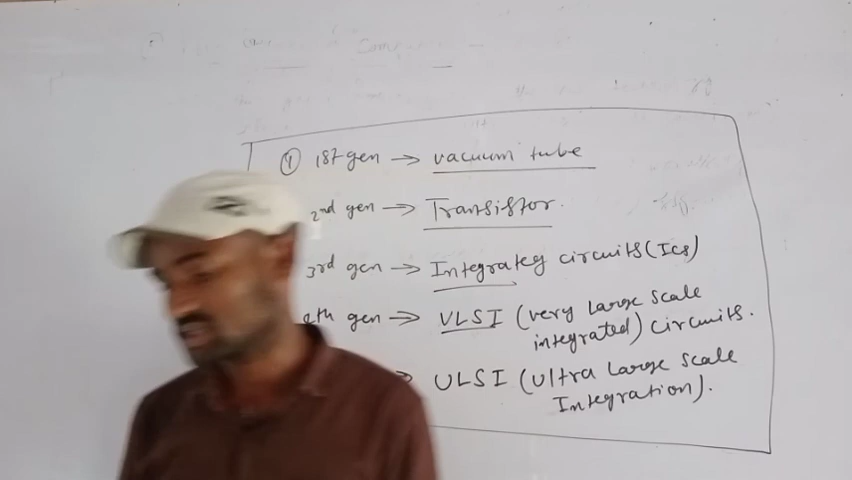 ① 1st gen → vacuum tube
2nd gen → Transistor.
3rd gen → Integrateg circuits (Ics)
4th gen → VLSI (very Large Scale
integrated) circuits.
→ ULSI (Ultra Large Scale
Integration).